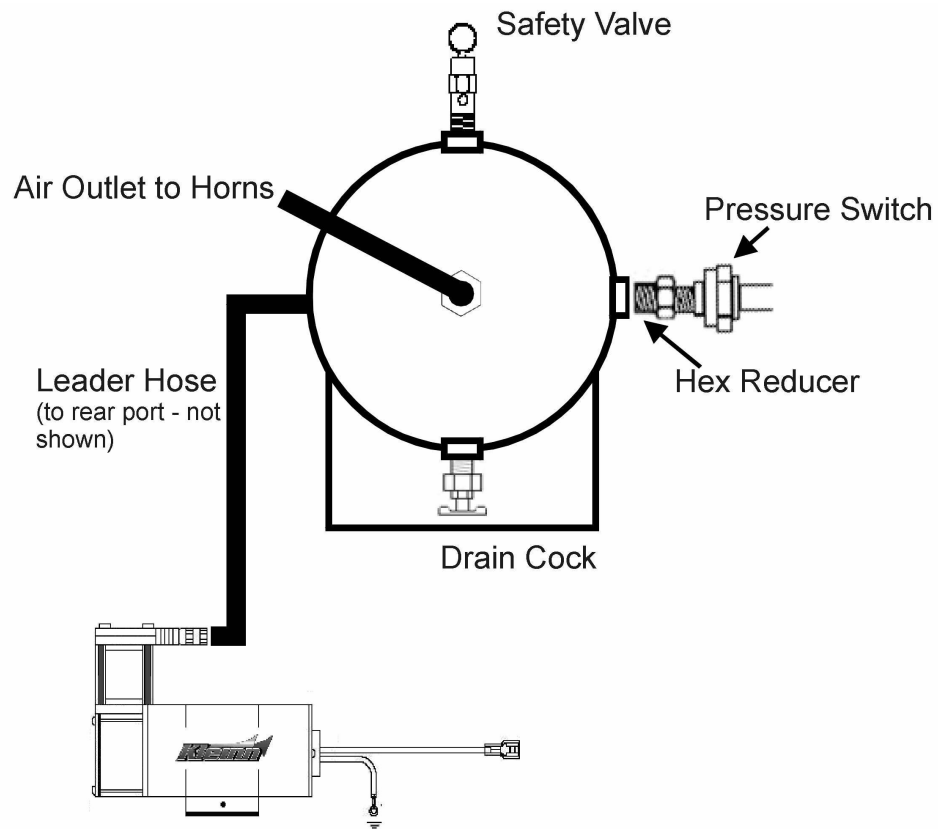 Safety Valve
Air Outlet to Horns
Pressure Switch
Leader Hose
(to rear port - not
shown)
Hex Reducer
Drain Cock
Kleinn